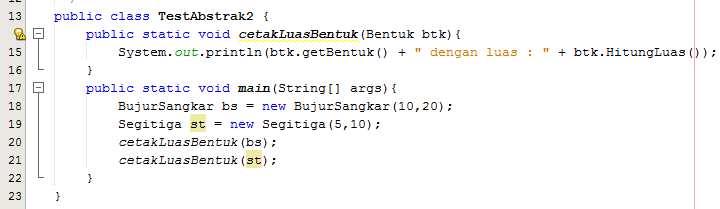 13 public class TestAbstrak2 {
public static void cetakLuasBentuk(Bentuk btk){
15 System.out.println(btk.getBentuk() + " dengan luas : " + btk.HitungLuas());
16 }
17 public static void main(String[] args){
18 BujurSangkar bs = new BujurSangkar(10,20);
19 Segitiga st = new Segitiga(5,10);
20 cetakLuasBentuk(bs);
21 cetakLuasBentuk(st);
22 }
23 }